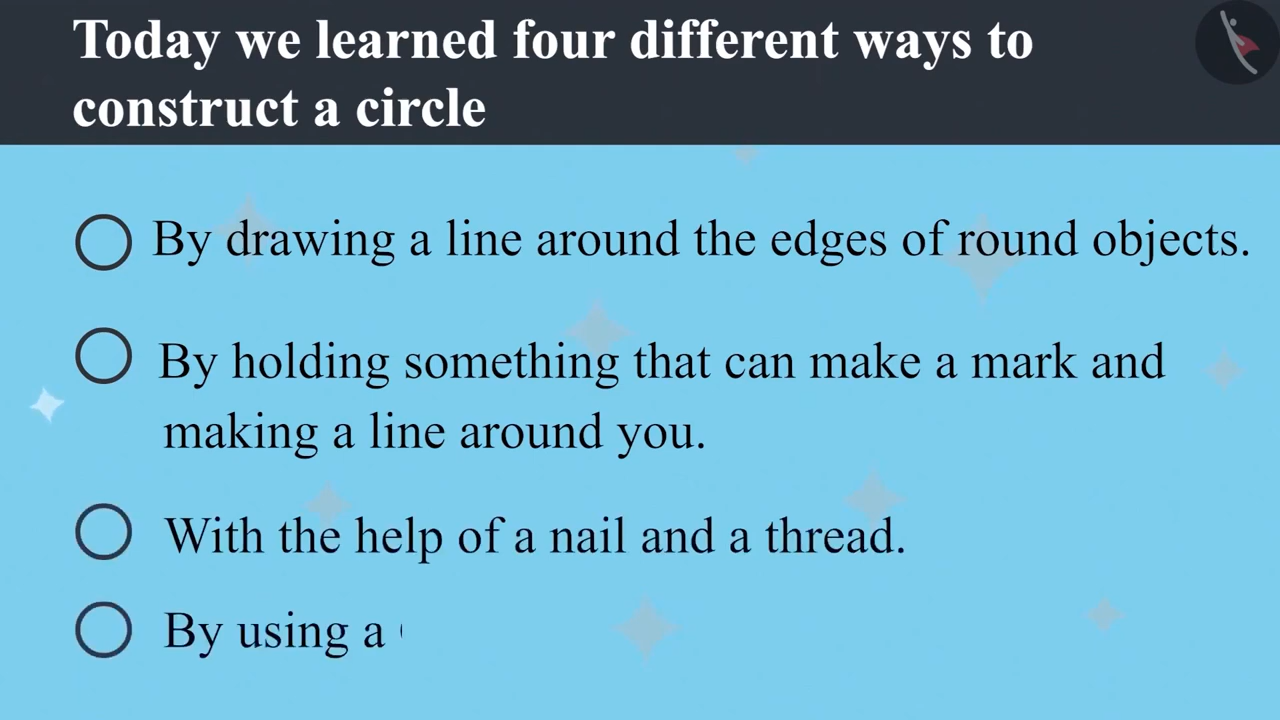 Today we learned four different ways to
construct a circle
By drawing a line around the edges of round objects.
By holding something that can make a mark and
making a line around you.
With the help of a nail and a thread.
By using a